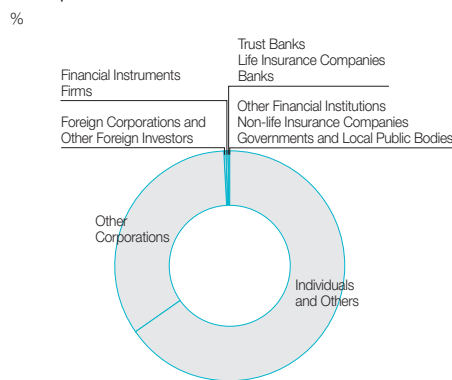 %
Trust Banks
Life Insurance Companies
Banks
Financial Instruments
Firms
Other Financial Institutions
Non-life Insurance Companies
Governments and Local Public Bodies
Foreign Corporations and
Other Foreign Investors
Other
Corporations
Individuals
and Others